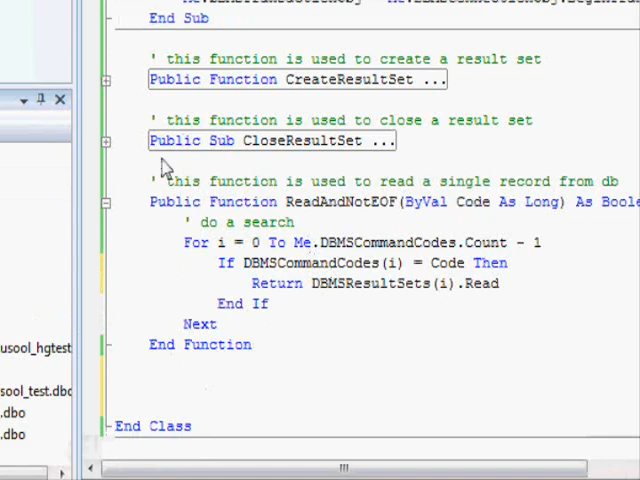 End Sub
' this function is used to create a result set
Public Function CreateResultSet ...
' this function is used to close a result set
Public Sub CloseResultSet ...
' this function is used to read a single record from db
Public Function ReadAndNotEOF(ByVal Code As Long) As Boole
' do a search
For i = 0 To Me.DBMSCommandCodes.Count - 1
If DBMSCommandCodes(i) = Code Then
Return DBMSResultSets(i).Read
End If
Next
End Function
End Class
usool_hgtest
usool_test.dbo
.dbo
.dbo